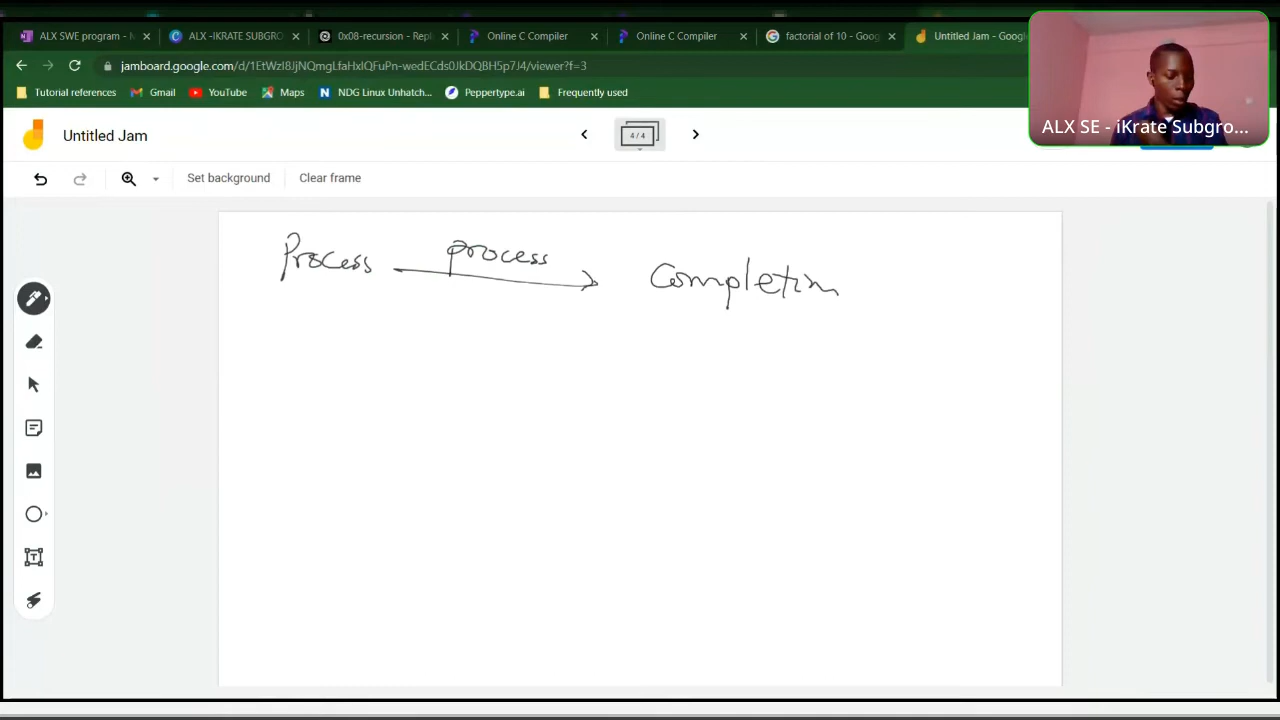 ALX SWE program - N
ALX -IKRATE SUBGRO
0x08-recursion - Repl
Online C Compiler
Online C Compiler
factorial of 10 - Goog
Untitled Jam - Googl
jamboard.google.com/d/1EtWzI8JjNQmgLfaHxIQFuPn-wedECds0JkDQBH5p7J4/viewer?f=3
Tutorial references
Gmail
YouTube
Maps
NDG Linux Unhatch...
Peppertype.ai
Frequently used
ALX SE - iKrate Subgro...
Untitled Jam
4 / 4
Set background
Clear frame
Process process Completion